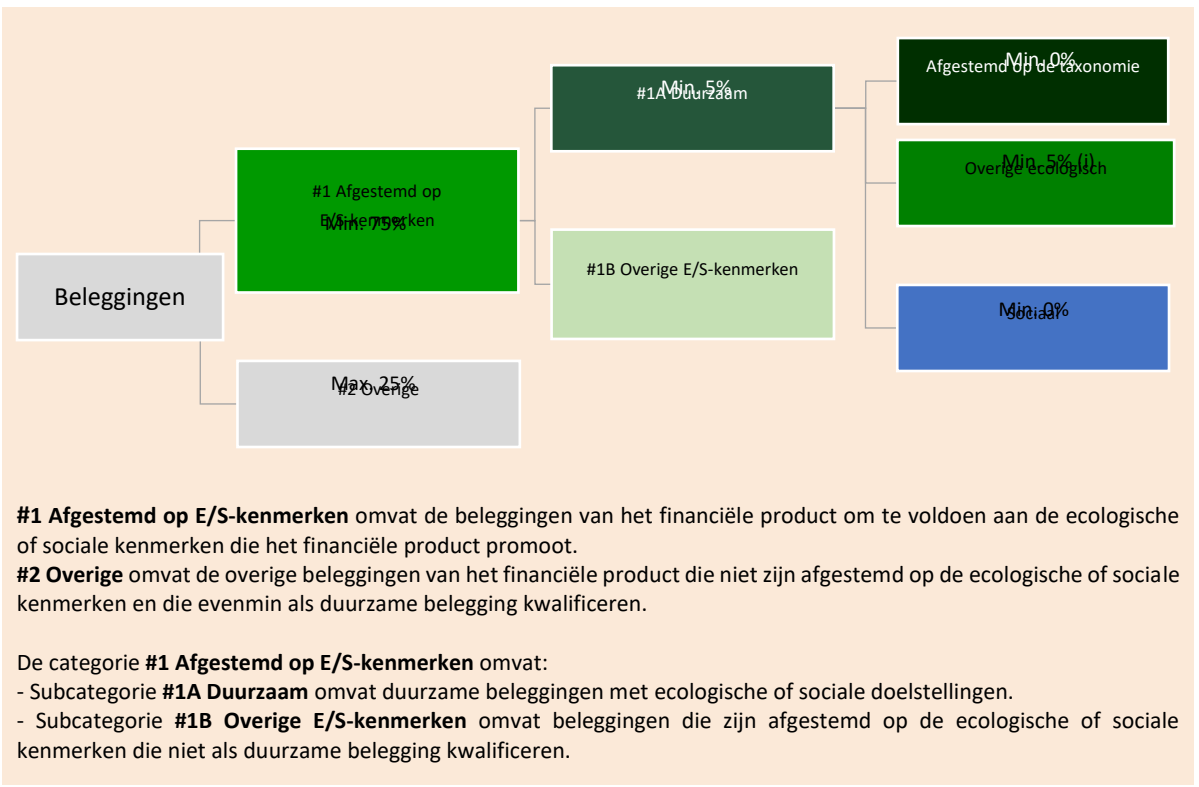 Beleggingen
#1 Afgestemd op
E/S-kenmerken
Min. 75%
Max. 25%
#2 Overige
Min. 5%
#1A Duurzaam
#1B Overige E/S-kenmerken
Min. 0%
Afgestemd op de taxonomie
Min. 5% (i)
Overige ecologisch
Min. 0%
Sociaal
#1 Afgestemd op E/S-kenmerken omvat de beleggingen van het financiële product om te voldoen aan de ecologische
of sociale kenmerken die het financiële product promoot.
#2 Overige omvat de overige beleggingen van het financiële product die niet zijn afgestemd op de ecologische of sociale
kenmerken en die evenmin als duurzame belegging kwalificeren.
De categorie #1 Afgestemd op E/S-kenmerken omvat:
- Subcategorie #1A Duurzaam omvat duurzame beleggingen met ecologische of sociale doelstellingen.
- Subcategorie #1B Overige E/S-kenmerken omvat beleggingen die zijn afgestemd op de ecologische of sociale
kenmerken die niet als duurzame belegging kwalificeren.